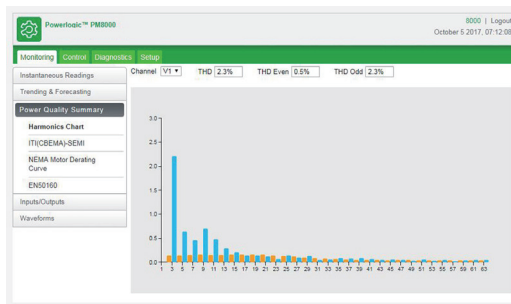 Powerlogic™ PM8000
8000 | Logout
October 5 2017, 07:12:08
Monitoring Control Diagnostics Setup
Instantaneous Readings
Trending & Forecasting
Power Quality Summary
Harmonics Chart
ITI(CBEMA)-SEMI
NEMA Motor Derating
Curve
EN50160
Inputs/Outputs
Waveforms
Channel V1 THD 2.3% THD Even 0.5% THD Odd 2.3%
3.0
2.5
2.0
1.5
1.0
0.5
0.0
1 3 5 7 9 11 13 15 17 19 21 23 25 27 29 31 33 35 37 39 41 43 45 47 49 51 53 55 57 59 61 63